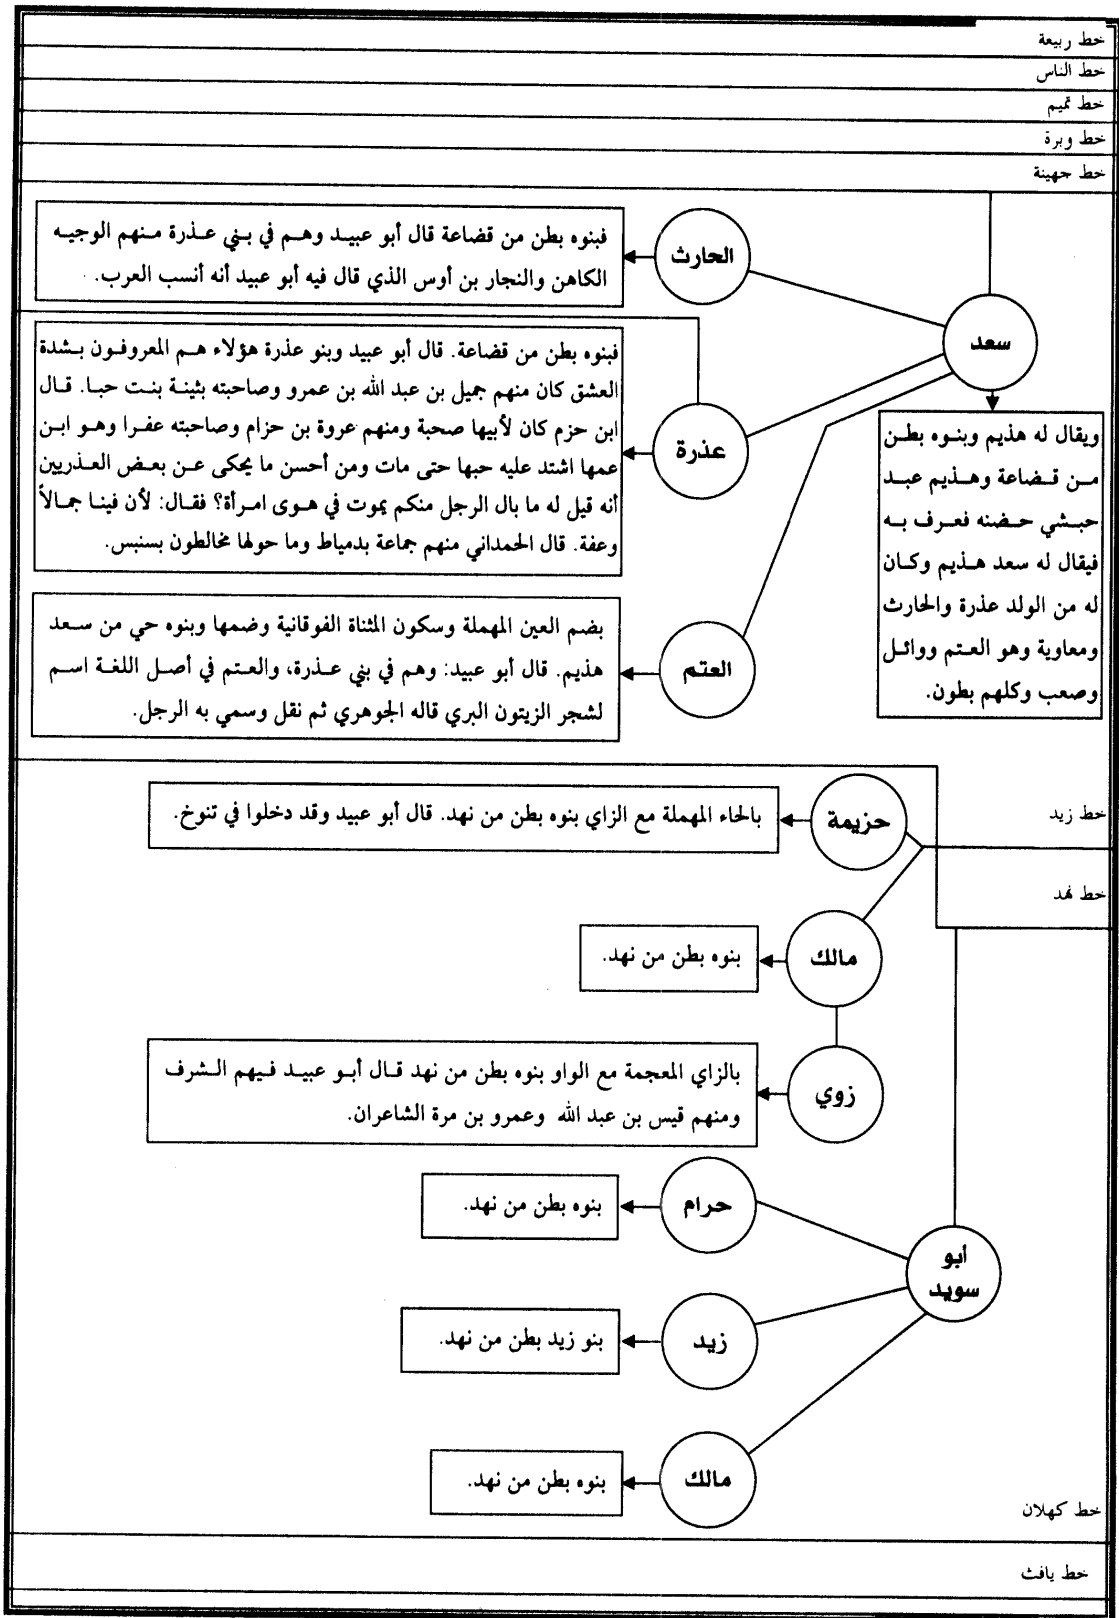 خط ربيعة
خط الناس
خط تميم
خط وبرة
خط جهينة
سعد
ويقال له هذيم وبنوه بطن
من قضاعة وهذيم عبد
حبشي حضنه فعرف به
فيقال له سعد هذيم وكان
له من الولد عذرة والحارث
ومعاوية وهو العتم ووائل
وصعب وكلهم بطون.
الحارث
فبنوه بطن من قضاعة قال أبو عبيد وهم في بني عذرة منهم الوجيه
الكاهن والنجار بن أوس الذي قال فيه أبو عبيد أنه أنسب العرب.
عذرة
فبنوه بطن من قضاعة. قال أبو عبيد وبنو عذرة هؤلاء هم المعروفون بشدة
العشق كان منهم جميل بن عبد الله بن عمرو وصاحبته بثينة بنت حبا. قال
ابن حزم كان لأبيها صحبة ومنهم عروة بن حزام وصاحبته عفرا وهو ابن
عمها اشتد عليه حبها حتى مات ومن أحسن ما يحكى عن بعض العذريين
أنه قيل له ما بال الرجل منكم يموت في هوى امرأة؟ فقال: لأن فينا جمالاً
وعفة. قال الحمداني منهم جماعة بدمياط وما حولها مخالطون بسنبس.
العتم
بضم العين المهملة وسكون المثناة الفوقانية وضمها وبنوه حي من سعد
هذيم. قال أبو عبيد: وهم في بني عذرة، والعتم في أصل اللغة اسم
لشجر الزيتون البري قاله الجوهري ثم نقل وسمي به الرجل.
خط زيد
حزيمة
بالحاء المهملة مع الزاي بنوه بطن من نهد. قال أبو عبيد وقد دخلوا في تنوخ.
خط نهد
مالك
بنوه بطن من نهد.
زوي
بالزاي المعجمة مع الواو بنوه بطن من نهد قال أبو عبيد فيهم الشرف
ومنهم قيس بن عبد الله وعمرو بن مرة الشاعران.
أبو
سويد
حرام
بنوه بطن من نهد.
زيد
بنو زيد بطن من نهد.
مالك
بنوه بطن من نهد.
خط كهلان
خط يافث